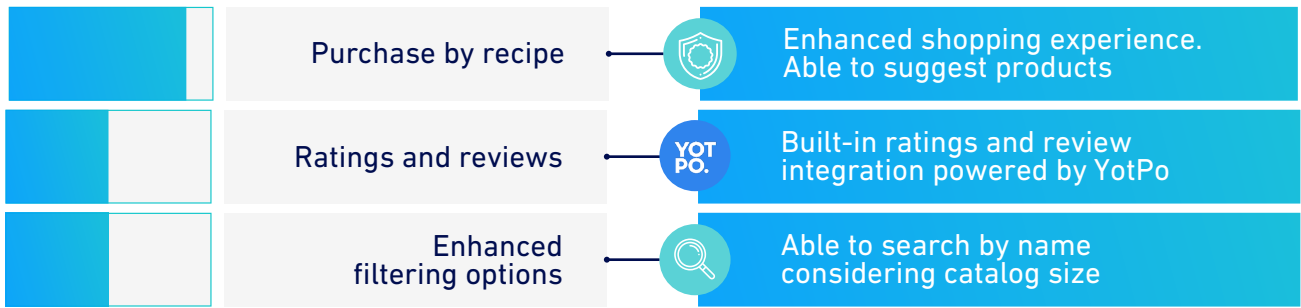 Purchase by recipe
Enhanced shopping experience.
Able to suggest products
Ratings and reviews
YOT
PO.
Built-in ratings and review
integration powered by YotPo
Enhanced
filtering options
Able to search by name
considering catalog size